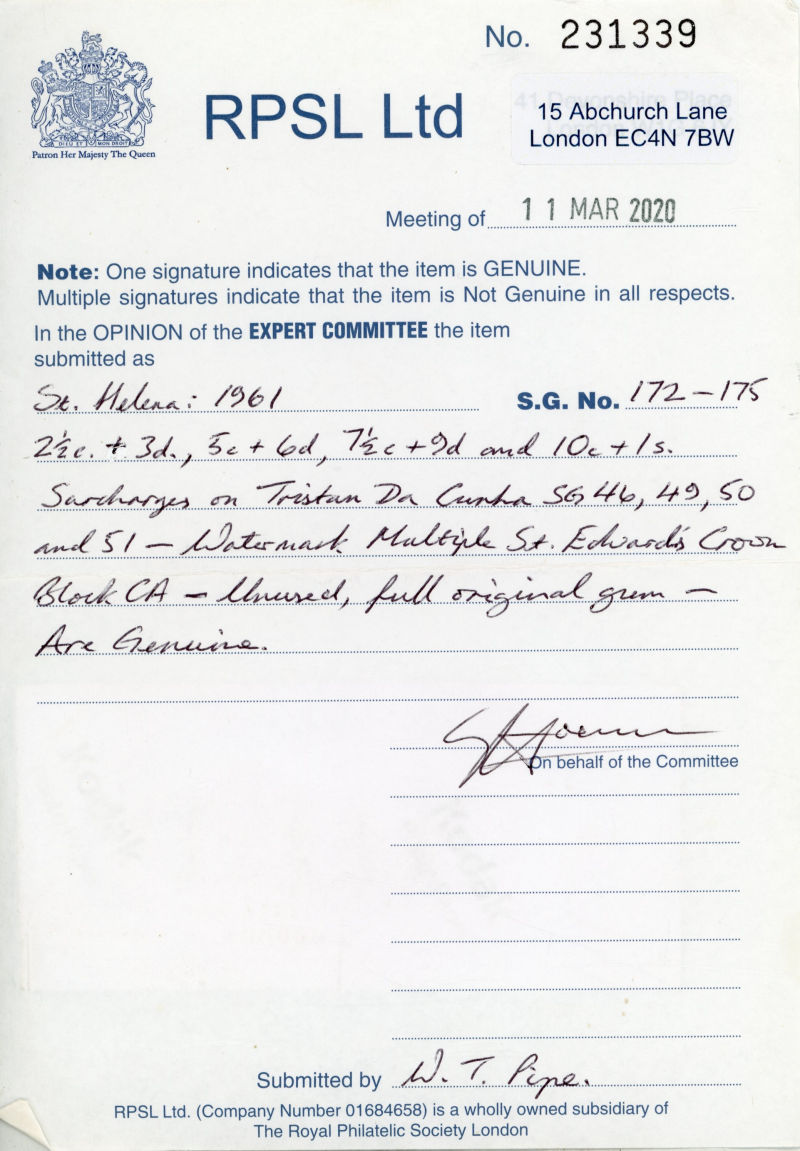 No. 231339
DIEU ET MON DROIT
Patron Her Majesty The Queen
RPSL Ltd
41 Devonshire Place
15 Abchurch Lane
London EC4N 7BW
Meeting of 11 MAR 2020
Note: One signature indicates that the item is GENUINE.
Multiple signatures indicate that the item is Not Genuine in all respects.
In the OPINION of the EXPERT COMMITTEE the item
submitted as
St. Helena: 1961 S.G. No. 172-175
2½c. + 3d., 5c + 6d, 7½c + 9d and 10c + 1s.
Surcharges on Tristan Da Cunha SG 46, 49, 50
and 51 - Watermark Multiple St. Edward's Crown
Block CA - Unused, full original gum -
Are Genuine.
On behalf of the Committee
Submitted by W. T. Pipe.
RPSL Ltd. (Company Number 01684658) is a wholly owned subsidiary of
The Royal Philatelic Society London